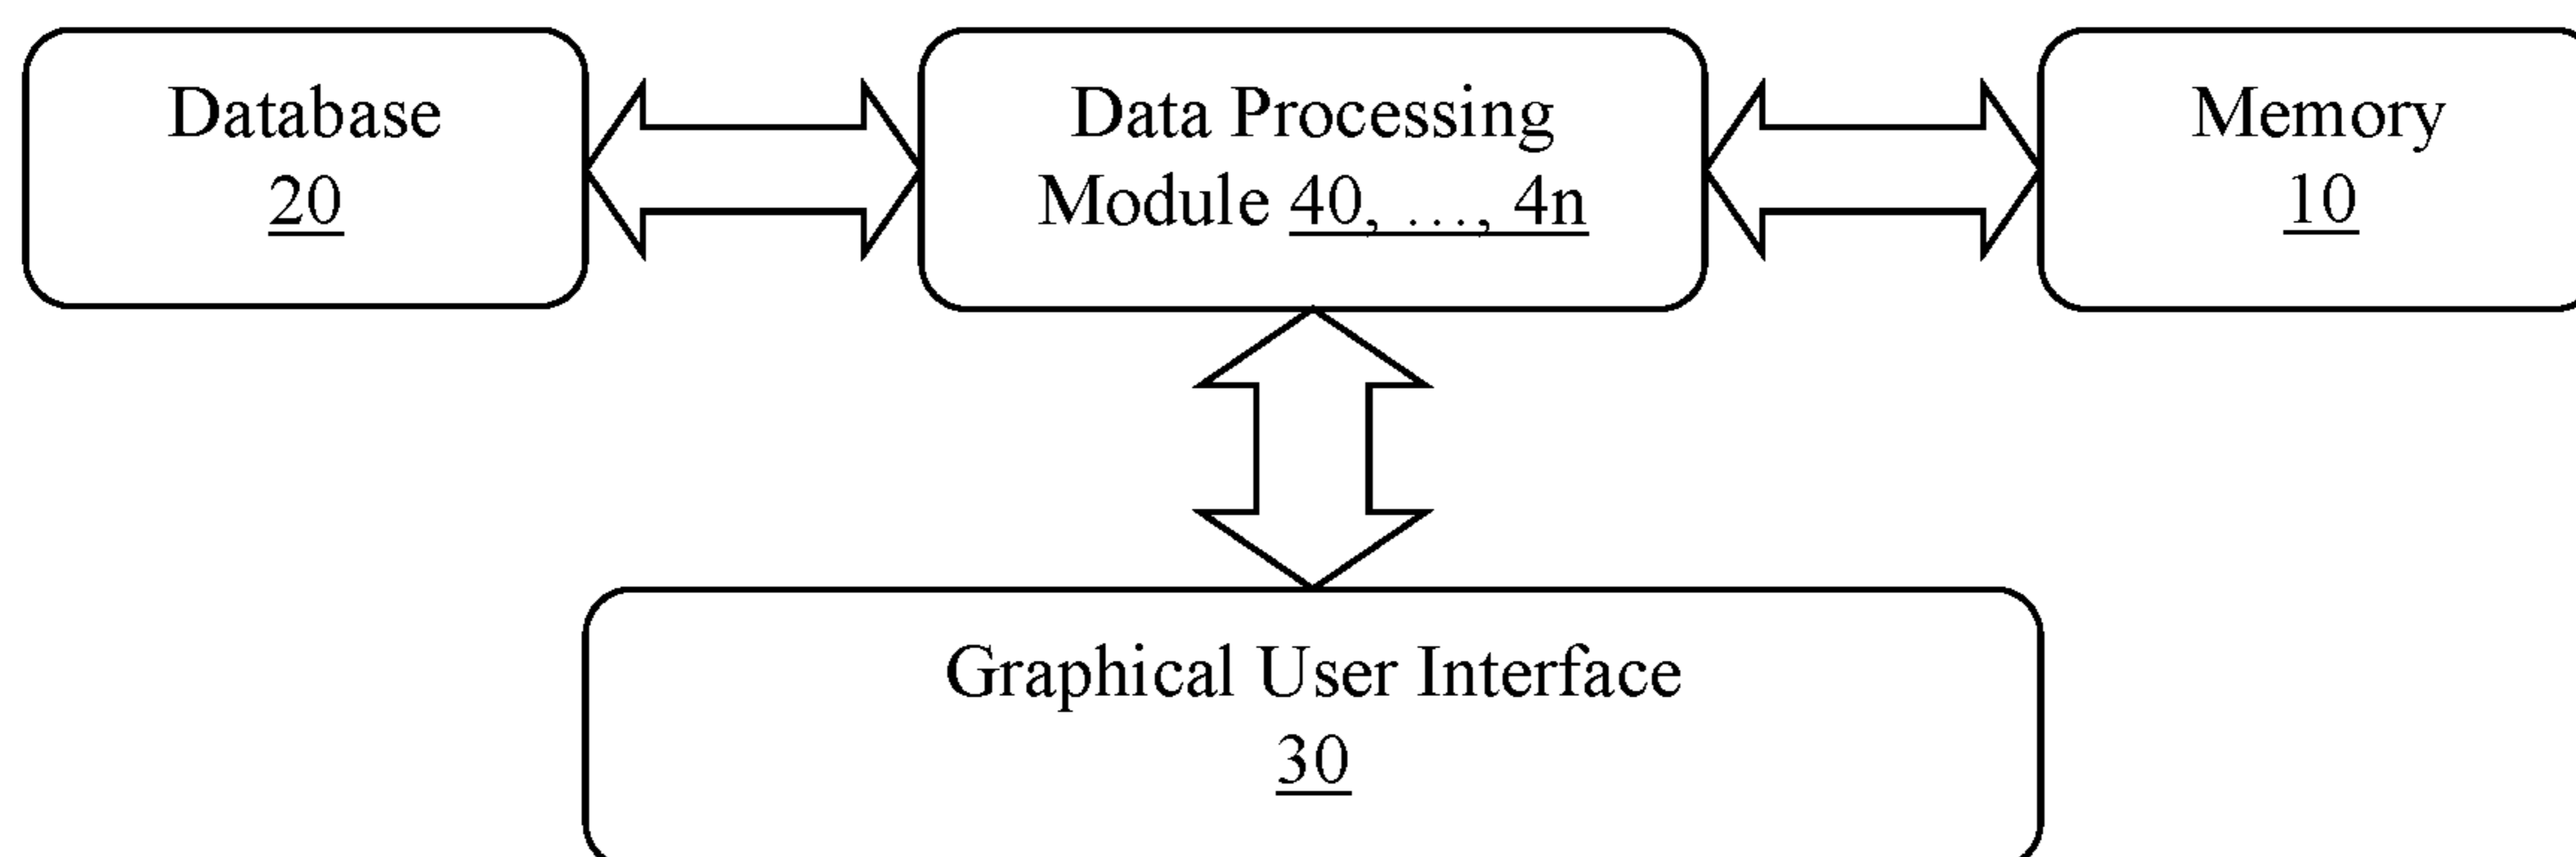 Database
20
Data Processing
Module 40, …, 4n
Memory
10
Graphical User Interface
30